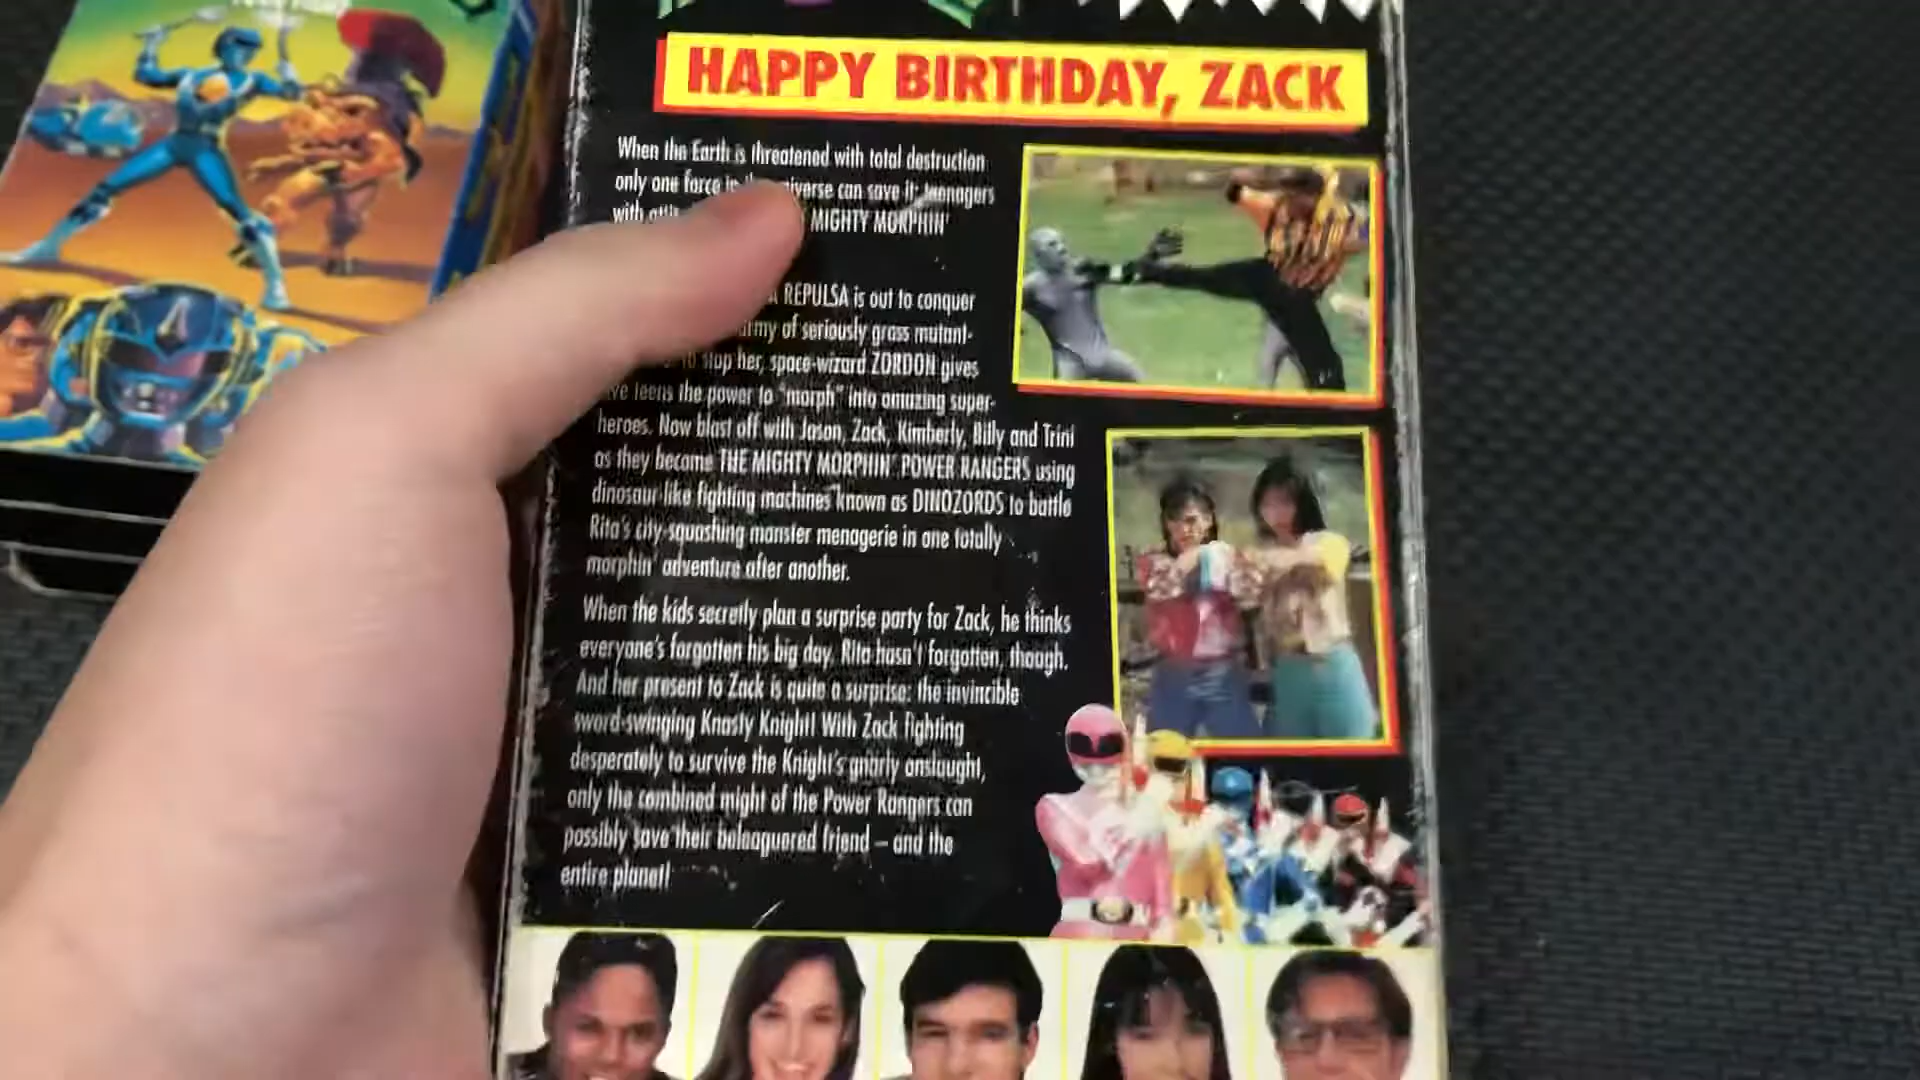 HAPPY BIRTHDAY, ZACK
When the Earth is threatened with total destruction
only one force in the universe can save it: teenagers
with MIGHTY MORPHIN'
REPULSA is out to conquer
army of seriously gross mutant-
to stop her, space-wizard ZORDON gives
teens the power to "morph" into amazing super-
heroes. Now blast off with Jason, Zack, Kimberly, Billy and Trini
as they become THE MIGHTY MORPHIN' POWER RANGERS using
dinosaur-like fighting machines known as DINOZORDS to battle
Rita's city-squashing monster menagerie in one totally
morphin' adventure after another.
When the kids secretly plan a surprise party for Zack, he thinks
everyone's forgotten his big day. Rita hasn't forgotten, though.
And her present to Zack is quite a surprise: the invincible
sword-swinging Knasty Knight! With Zack fighting
desperately to survive the Knight's gnarly onslaught,
only the combined might of the Power Rangers can
possibly save their beleaguered friend – and the
entire planet!